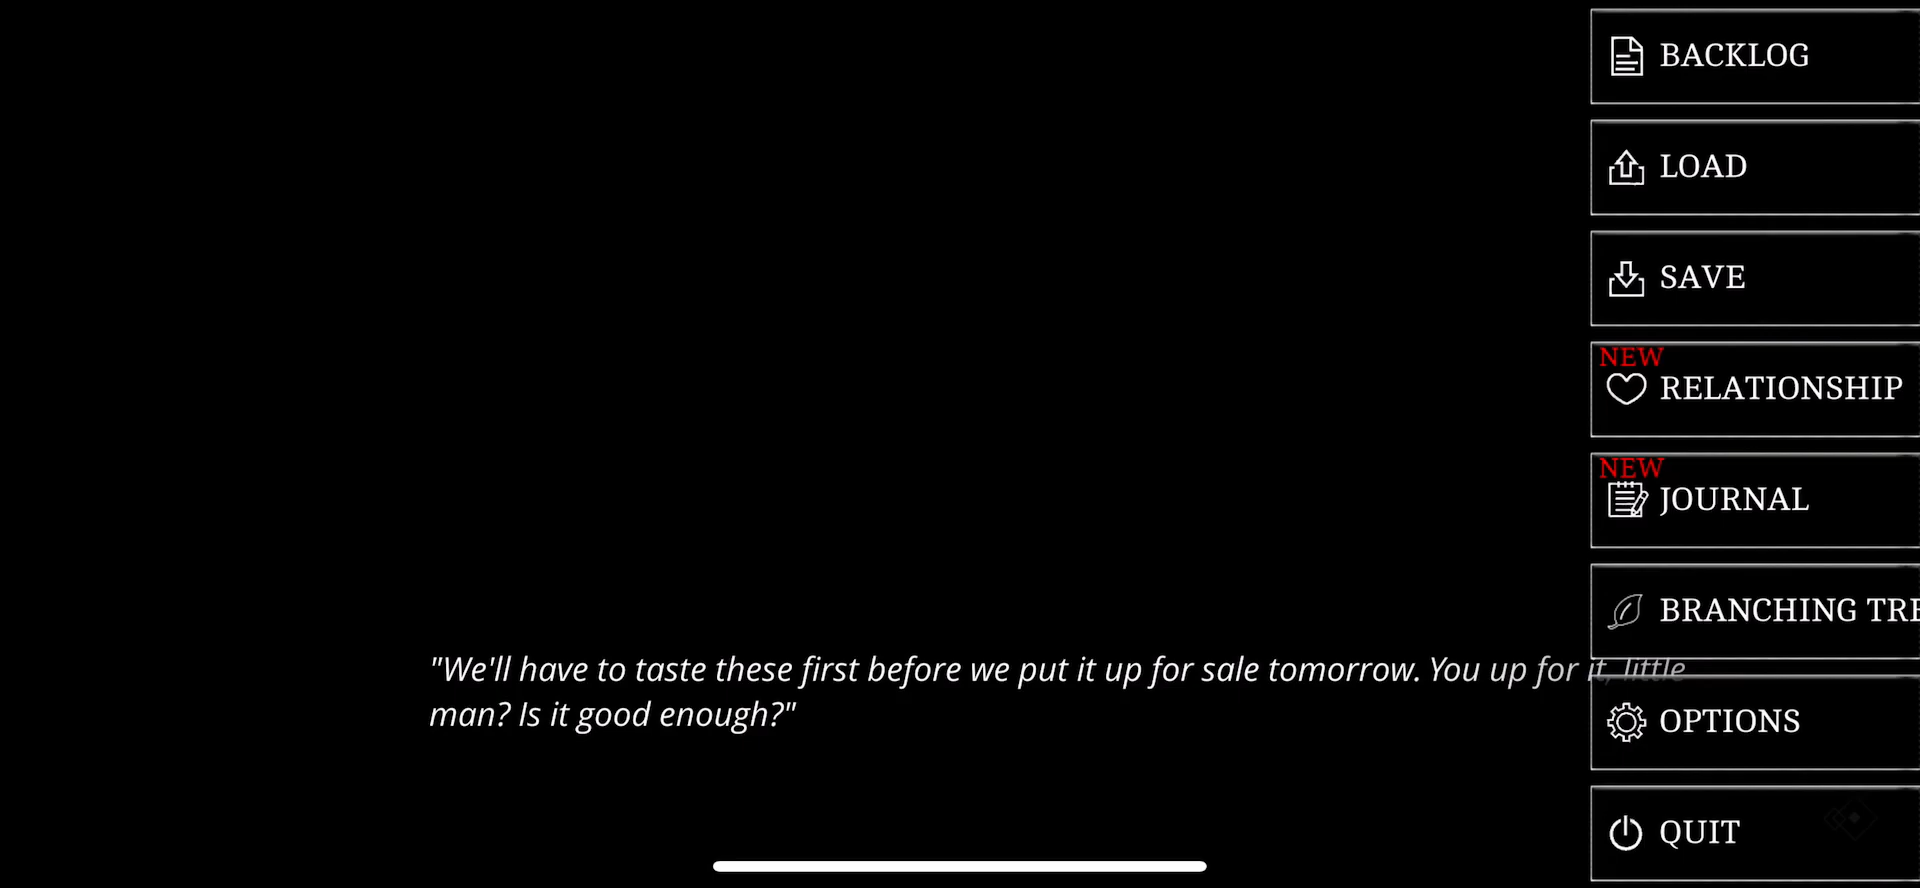 BACKLOG
LOAD
SAVE
NEW
RELATIONSHIP
NEW
JOURNAL
BRANCHING TRE
"We'll have to taste these first before we put it up for sale tomorrow. You up for it, little
man? Is it good enough?"
OPTIONS
QUIT